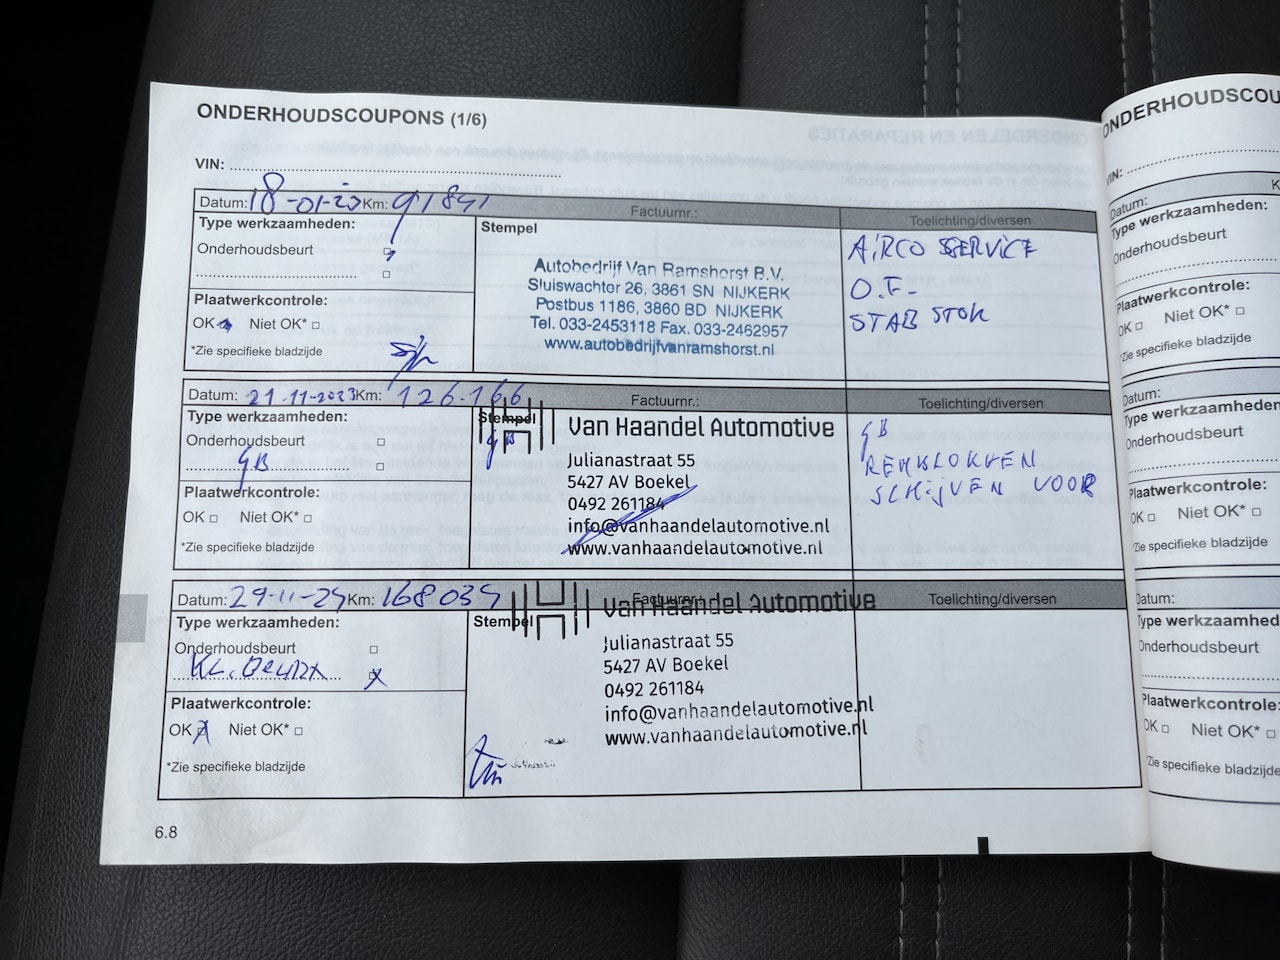 ONDERHOUDSCOUPONS (1/6)
VIN:
Datum: 18-01-23 Km: 91841 Factuurnr.: Toelichting/diversen
Type werkzaamheden:
Onderhoudsbeurt
Plaatwerkcontrole:
OK Niet OK*
*Zie specifieke bladzijde
Stempel
Autobedrijf Van Ramshorst B.V.
Sluiswachter 26, 3861 SN NIJKERK
Postbus 1186, 3860 BD NIJKERK
Tel. 033-2453118 Fax. 033-2462957
www.autobedrijfvanramshorst.nl
AIRCO SERVICE
O.F.
STAB STOK
Datum: 21-11-2023 Km: 126.166 Factuurnr.: Toelichting/diversen
Type werkzaamheden:
Onderhoudsbeurt
GB
Plaatwerkcontrole:
OK Niet OK*
*Zie specifieke bladzijde
Stempel
GB
Van Haandel Automotive
Julianastraat 55
5427 AV Boekel
0492 261184
info@vanhaandelautomotive.nl
www.vanhaandelautomotive.nl
GB
REMBLOKKEN
SCHIJVEN VOOR
Datum: 29-11-24 Km: 168039 Factuurnr.: Toelichting/diversen
Type werkzaamheden:
Onderhoudsbeurt
KL. Beurt X
Plaatwerkcontrole:
OK X Niet OK*
*Zie specifieke bladzijde
Stempel
Van Haandel Automotive
Julianastraat 55
5427 AV Boekel
0492 261184
info@vanhaandelautomotive.nl
www.vanhaandelautomotive.nl
6.8
ONDERHOUDSCOU
VIN:
Datum: K
Type werkzaamheden:
Onderhoudsbeurt
Plaatwerkcontrole:
OK Niet OK*
*Zie specifieke bladzijde
Datum:
Type werkzaamheden
Onderhoudsbeurt
Plaatwerkcontrole:
OK Niet OK*
*Zie specifieke bladzijde
Datum:
Type werkzaamhed
Onderhoudsbeurt
Plaatwerkcontrole:
OK Niet OK*
*Zie specifieke bladzijd